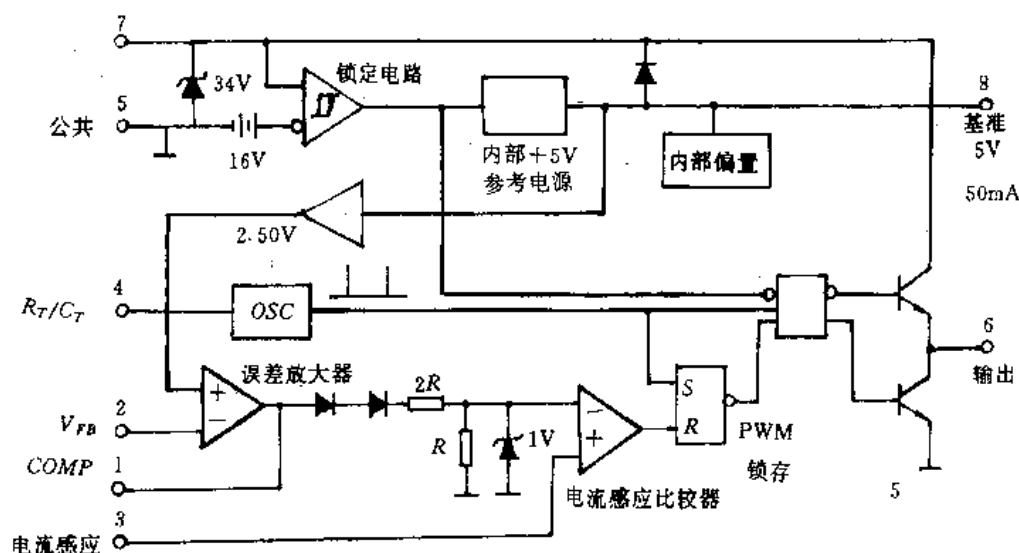 7
锁定电路
34V
5
公共
16V
内部+5V
参考电源
内部偏置
8
基准
5V
50mA
2.50V
4
R_T/C_T
OSC
6
输出
误差放大器
2R
+
−
2
V_FB
R
1V
−
+
S
R
PWM
锁存
COMP
1
电流感应比较器
5
3
电流感应